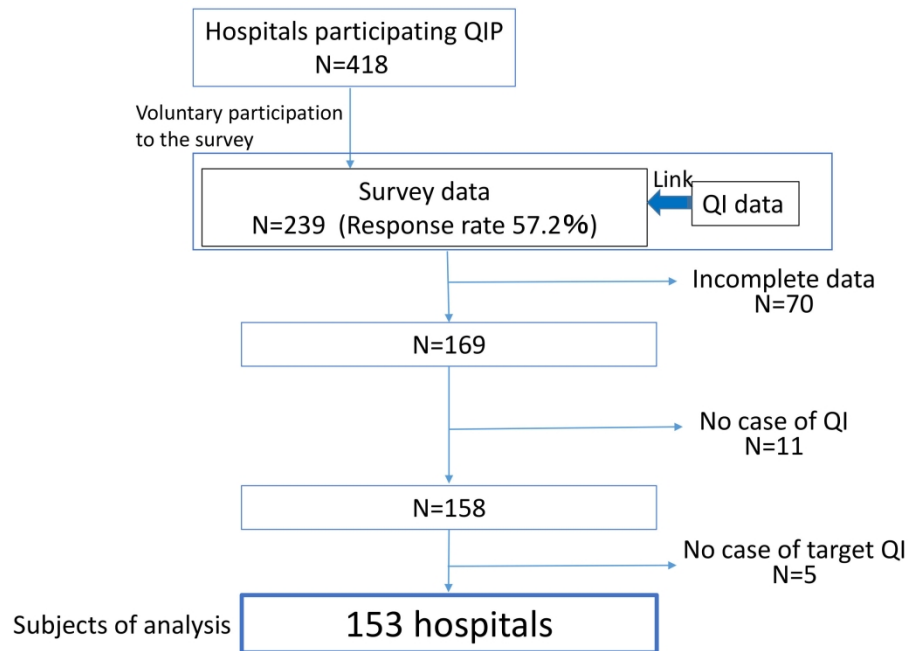 Hospitals participating QIP
N=418
Voluntary participation
to the survey
Survey data
N=239 (Response rate 57.2%)
Link
QI data
Incomplete data
N=70
N=169
No case of QI
N=11
N=158
No case of target QI
N=5
Subjects of analysis
153 hospitals